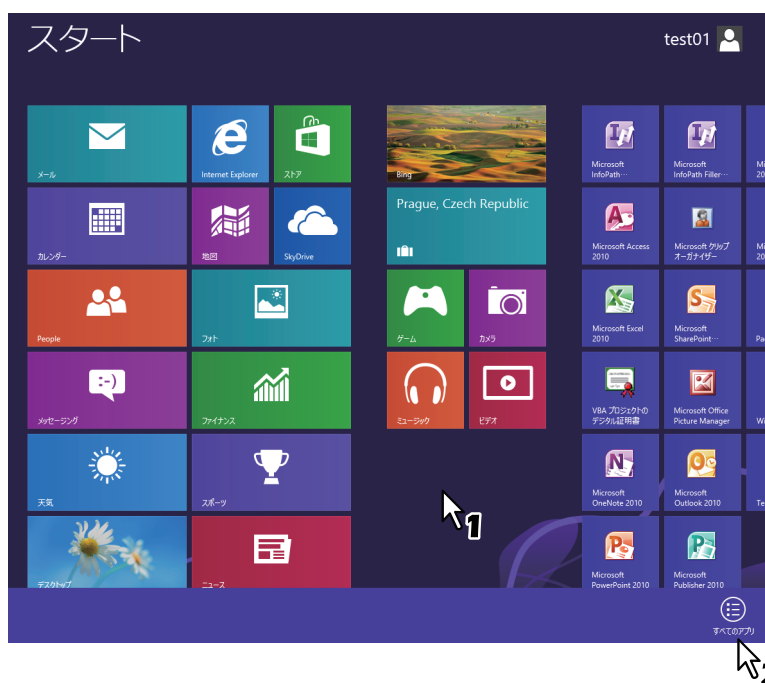 スタート
test01
メール
Internet Explorer
ストア
カレンダー
地図
SkyDrive
People
フォト
メッセージング
ファイナンス
天気
スポーツ
デスクトップ
ニュース
Bing
Prague, Czech Republic
ゲーム
カメラ
ミュージック
ビデオ
Microsoft
InfoPath…
Microsoft
InfoPath Filler…
Mi
20
Microsoft Access
2010
Microsoft クリップ
オーガナイザー
Mi
20
Microsoft Excel
2010
Microsoft
SharePoint…
Pa
VBA プロジェクトの
デジタル証明書
Microsoft Office
Picture Manager
Wi
Microsoft
OneNote 2010
Microsoft
Outlook 2010
Te
Microsoft
PowerPoint 2010
Microsoft
Publisher 2010
1
すべてのアプリ